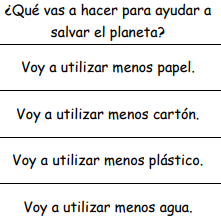 ¿Qué vas a hacer para ayudar a
salvar el planeta?
Voy a utilizar menos papel.
Voy a utilizar menos cartón.
Voy a utilizar menos plástico.
Voy a utilizar menos agua.